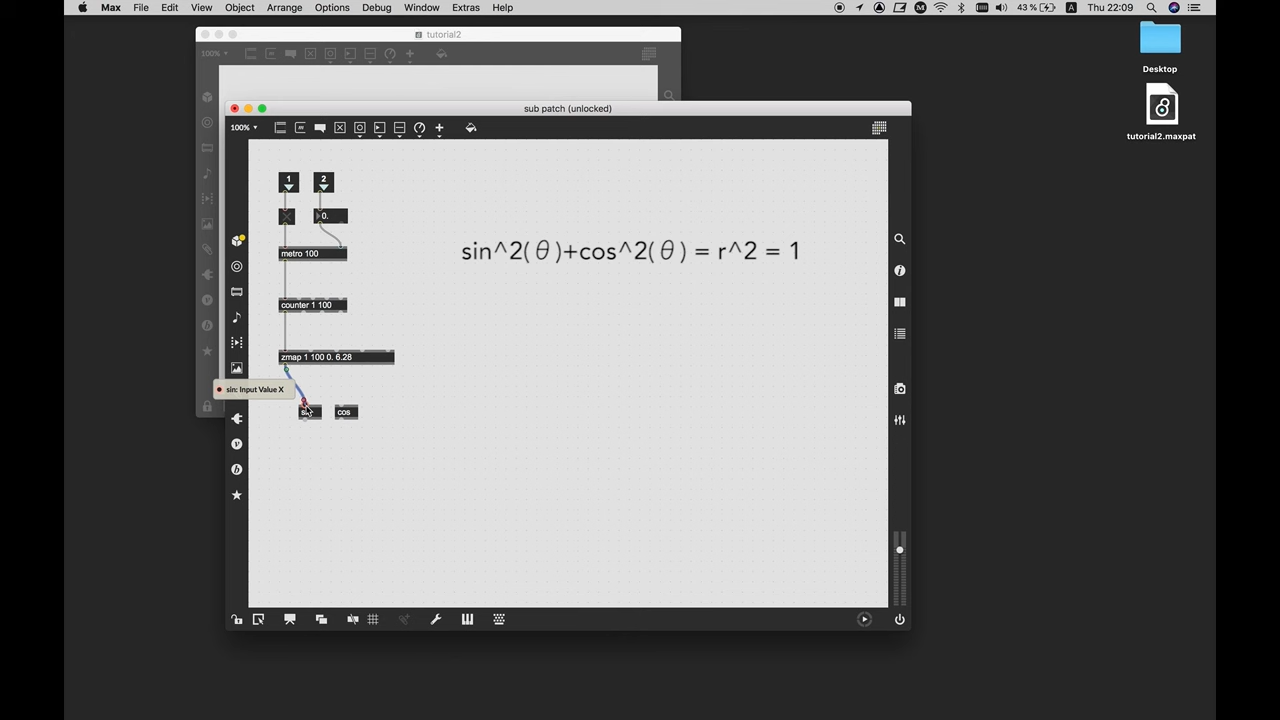 Max File Edit View Object Arrange Options Debug Window Extras Help 43 % A Thu 22:09
tutorial2
100%
sub patch (unlocked)
100%
1 2
0.
metro 100
counter 1 100
zmap 1 100 0. 6.28
sin: Input Value X
cos
sin^2(θ)+cos^2(θ) = r^2 = 1
Desktop
tutorial2.maxpat